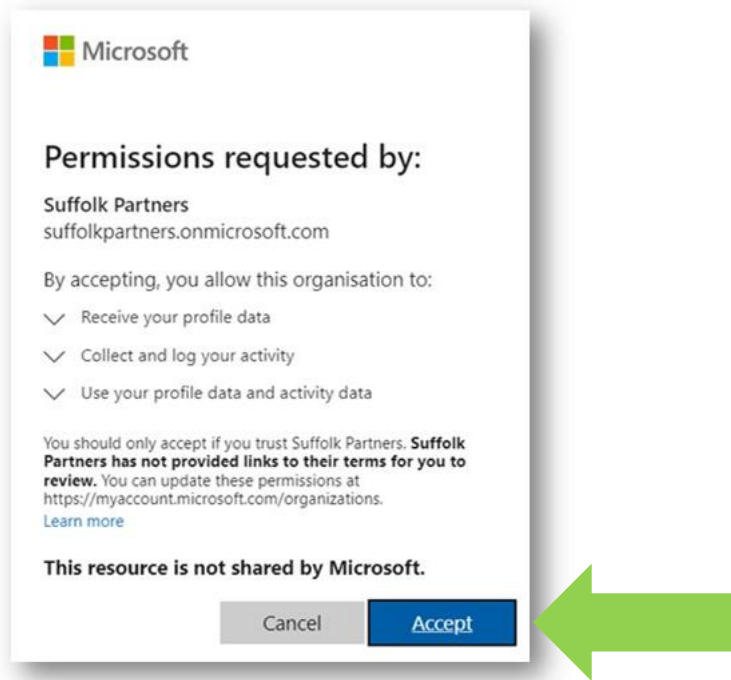 Microsoft
Permissions requested by:
Suffolk Partners
suffolkpartners.onmicrosoft.com
By accepting, you allow this organisation to:
Receive your profile data
Collect and log your activity
Use your profile data and activity data
You should only accept if you trust Suffolk Partners. Suffolk
Partners has not provided links to their terms for you to
review. You can update these permissions at
https://myaccount.microsoft.com/organizations.
Learn more
This resource is not shared by Microsoft.
Cancel Accept